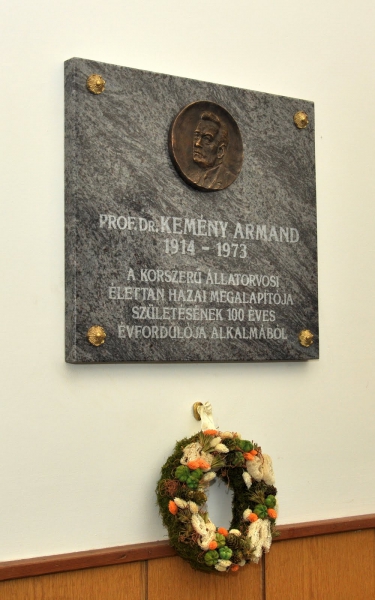 PROF. DR. KEMÉNY ARMAND
1914 - 1973
A KORSZERŰ ÁLLATORVOSI
ÉLETTAN HAZAI MEGALAPÍTÓJA
SZÜLETÉSÉNEK 100 ÉVES
ÉVFORDULÓJA ALKALMÁBÓL